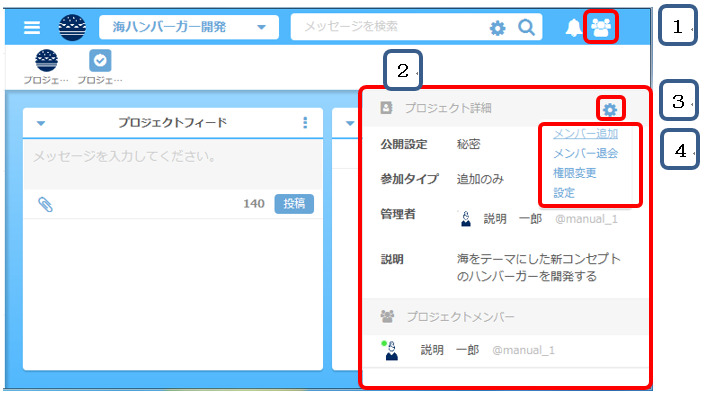 海ハンバーガー開発
メッセージを検索
1
プロジェ...
プロジェ...
2
プロジェクト詳細
3
プロジェクトフィード
メッセージを入力してください。
140
投稿
公開設定
秘密
参加タイプ
追加のみ
管理者
説明 一郎 @manual_1
説明
海をテーマにした新コンセプト
のハンバーガーを開発する
メンバー追加
メンバー退会
権限変更
設定
4
プロジェクトメンバー
説明 一郎 @manual_1